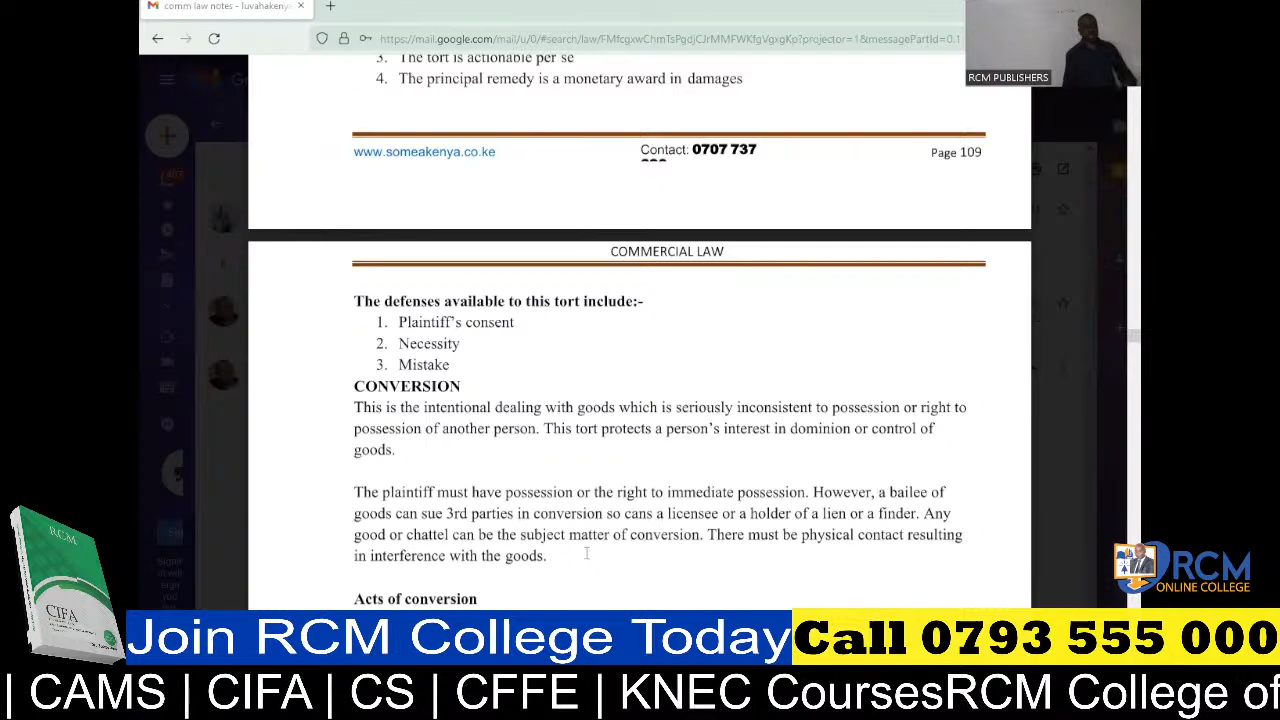 comm law notes - luvahakenya
https://mail.google.com/mail/u/0/#search/law/FMfcgxwChmTsPgdjCJrMMFWKfgVgxgKp?projector=1&messagePartId=0.1
RCM PUBLISHERS
3. The tort is actionable per se
4. The principal remedy is a monetary award in damages
www.someakenya.co.ke
Contact: 0707 737
Page 109
COMMERCIAL LAW
The defenses available to this tort include:-
1. Plaintiff's consent
2. Necessity
3. Mistake
CONVERSION
This is the intentional dealing with goods which is seriously inconsistent to possession or right to
possession of another person. This tort protects a person's interest in dominion or control of
goods.
The plaintiff must have possession or the right to immediate possession. However, a bailee of
goods can sue 3rd parties in conversion so cans a licensee or a holder of a lien or a finder. Any
good or chattel can be the subject matter of conversion. There must be physical contact resulting
in interference with the goods.
Acts of conversion
RCM
CIFA
RCM
ONLINE COLLEGE
Join RCM College Today
Call 0793 555 000
| CAMS | CIFA | CS | CFFE | KNEC CoursesRCM College of